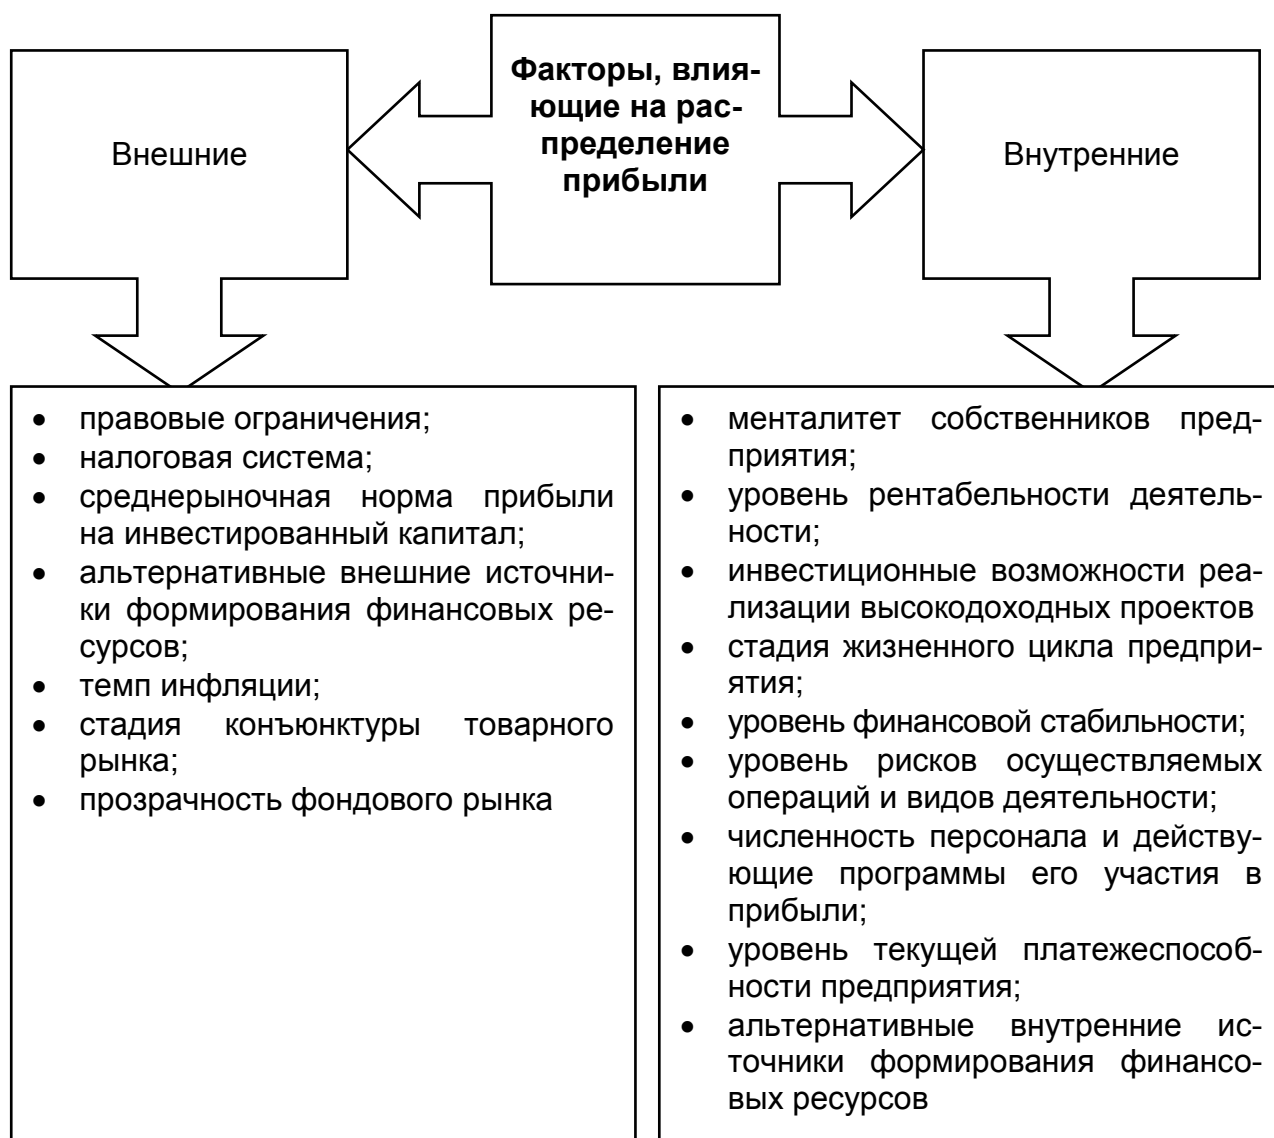 Факторы, влия-
ющие на рас-
пределение
прибыли
Внешние
Внутренние
• правовые ограничения;
• налоговая система;
• среднерыночная норма прибыли
на инвестированный капитал;
• альтернативные внешние источни-
ки формирования финансовых ре-
сурсов;
• темп инфляции;
• стадия конъюнктуры товарного
рынка;
• прозрачность фондового рынка
• менталитет собственников пред-
приятия;
• уровень рентабельности деятель-
ности;
• инвестиционные возможности реа-
лизации высокодоходных проектов
• стадия жизненного цикла предпри-
ятия;
• уровень финансовой стабильности;
• уровень рисков осуществляемых
операций и видов деятельности;
• численность персонала и действу-
ющие программы его участия в
прибыли;
• уровень текущей платежеспособ-
ности предприятия;
• альтернативные внутренние ис-
точники формирования финансо-
вых ресурсов